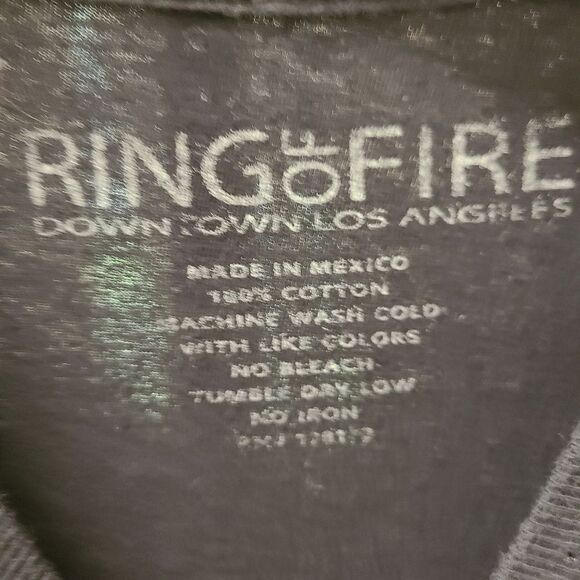 RING OF FIRE
DOWNTOWN LOS ANGELES
MADE IN MEXICO
100% COTTON
MACHINE WASH COLD
WITH LIKE COLORS
NO BLEACH
TUMBLE DRY LOW
NO IRON